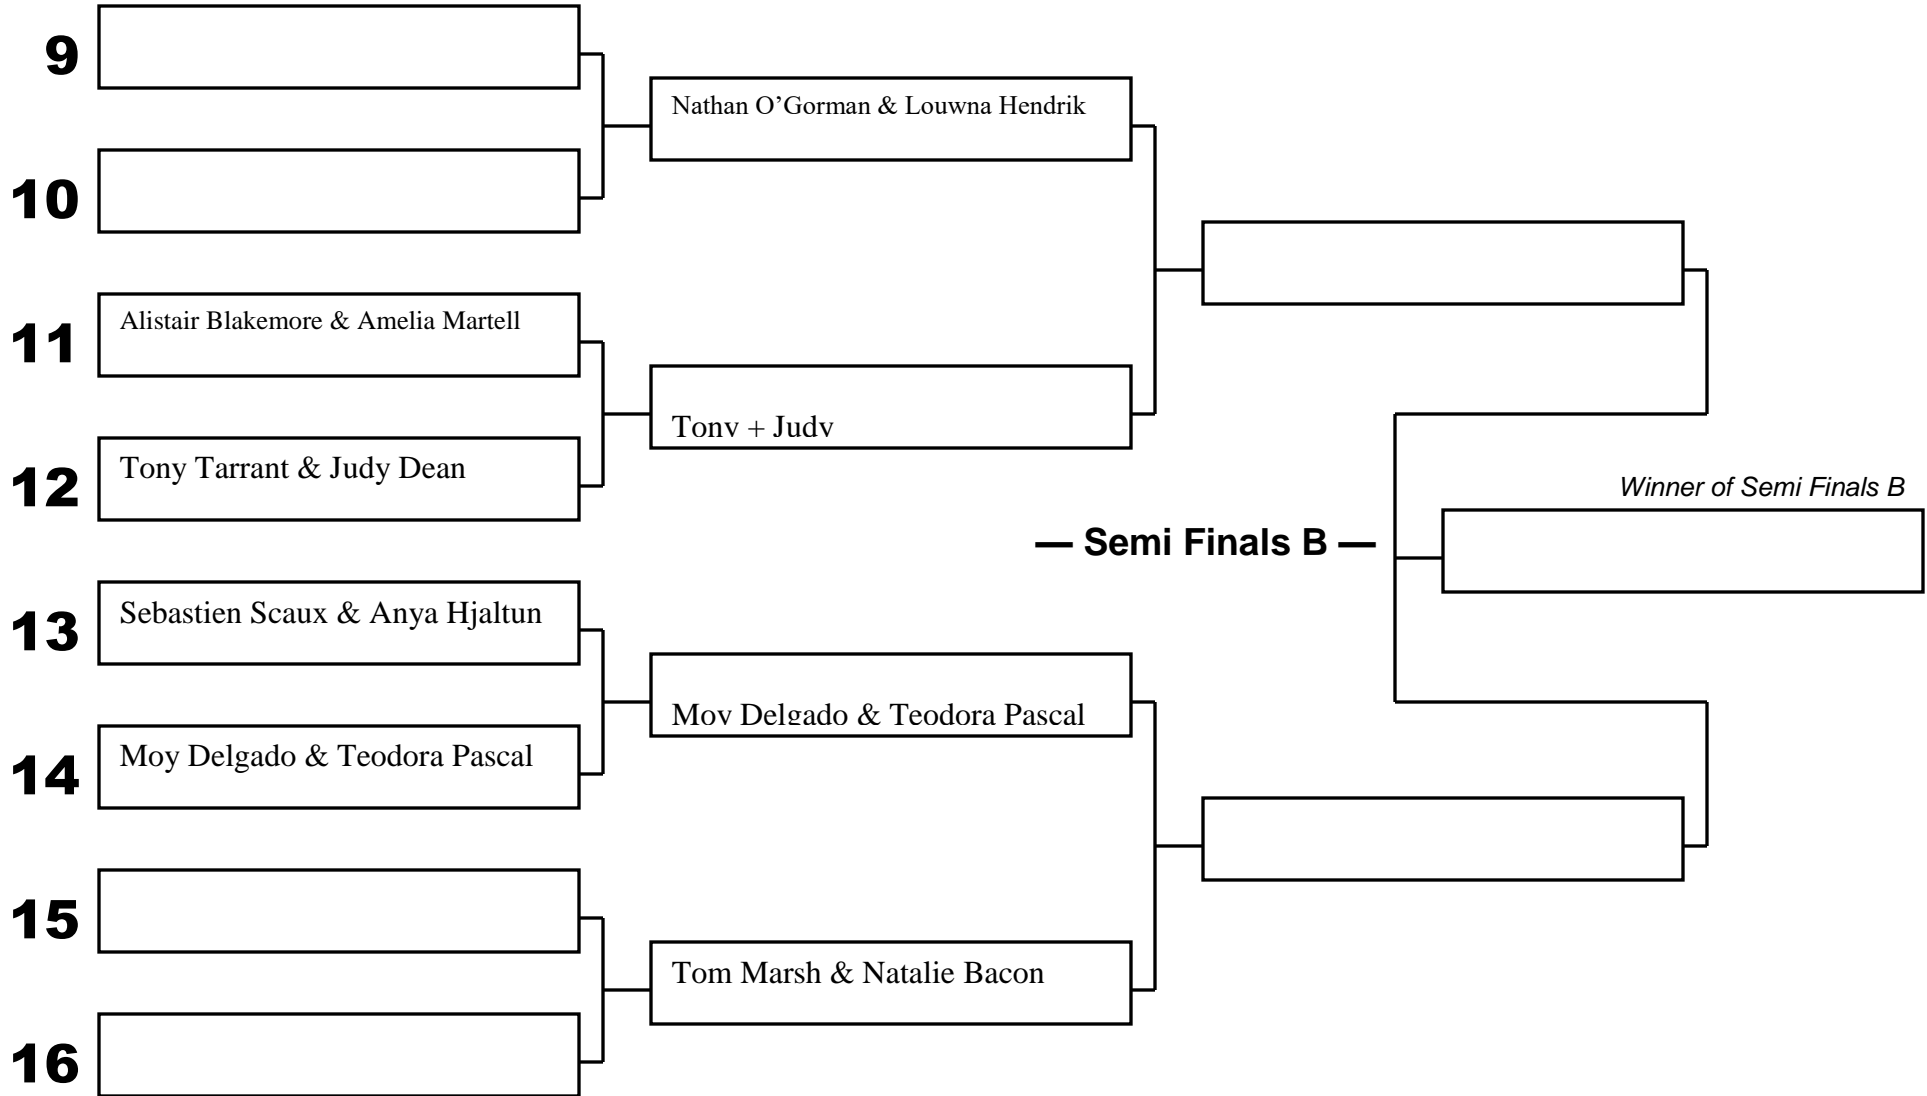 9
Nathan O’Gorman & Louwna Hendrik
10
11
Alistair Blakemore & Amelia Martell
Tony + Judy
12
Tony Tarrant & Judy Dean
Winner of Semi Finals B
— Semi Finals B —
13
Sebastien Scaux & Anya Hjaltun
Moy Delgado & Teodora Pascal
14
Moy Delgado & Teodora Pascal
15
Tom Marsh & Natalie Bacon
16